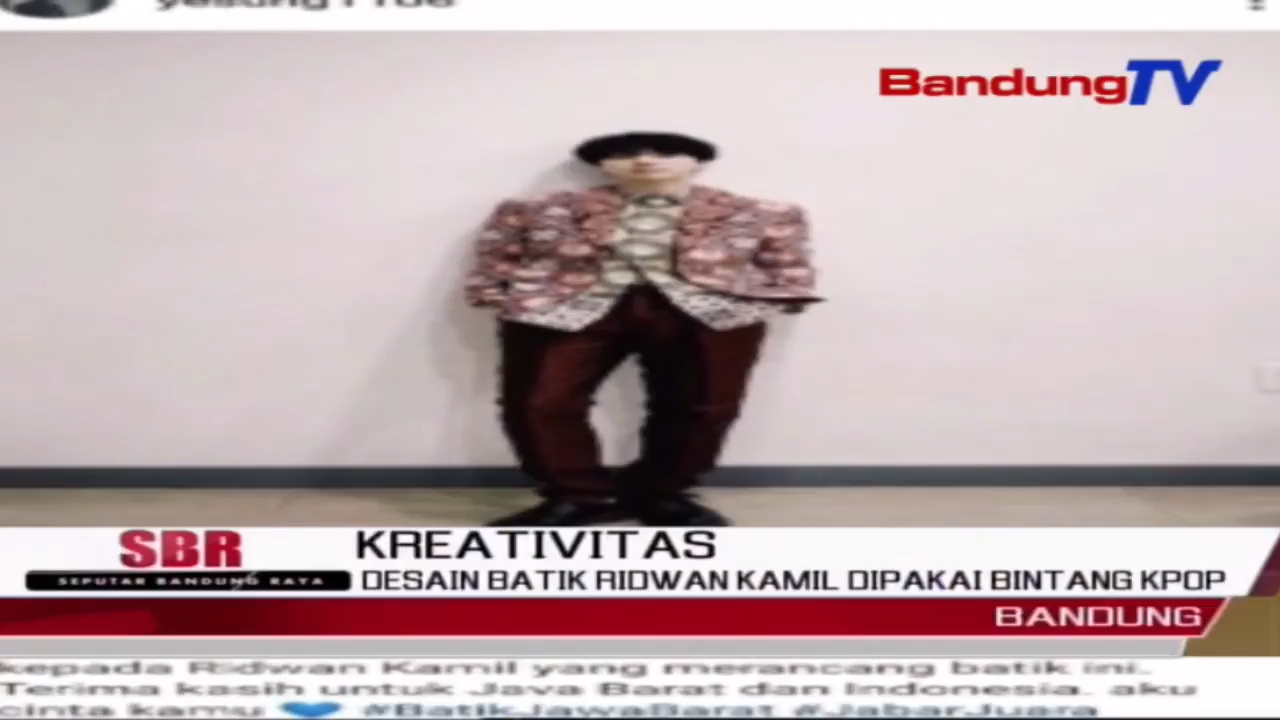 BandungTV
SBR
SEPUTAR BANDUNG RAYA
KREATIVITAS
DESAIN BATIK RIDWAN KAMIL DIPAKAI BINTANG KPOP
BANDUNG
kepada Ridwan Kamil yang merancang batik ini.
Terima kasih untuk Java Barat dan Indonesia. aku
cinta kamu 💙 #BatikJawaBarat #JabarJuara